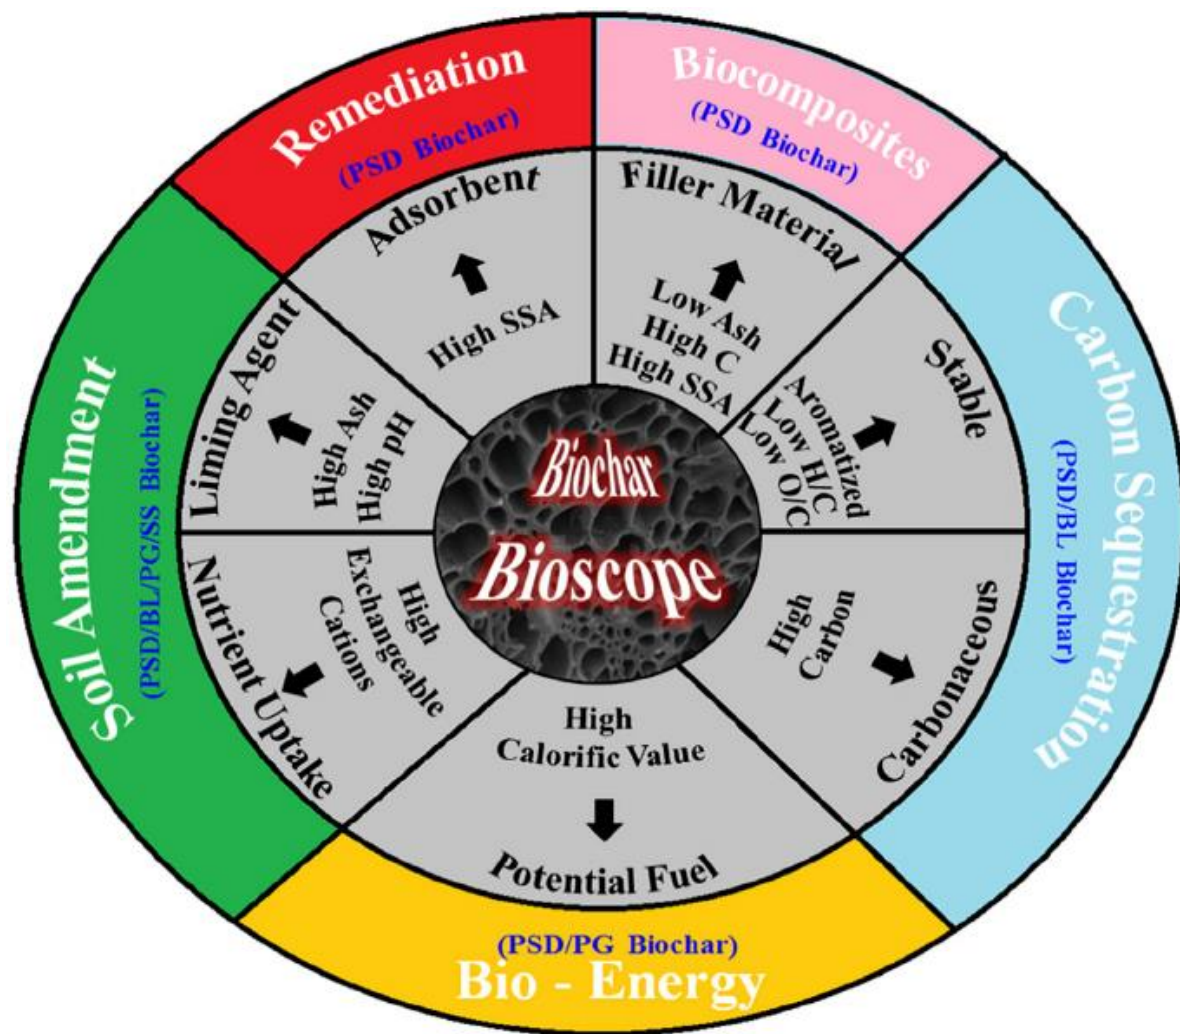 Remediation
(PSD Biochar)
Adsorbent
High SSA
Biocomposites
(PSD Biochar)
Filler Material
Low Ash
High C
High SSA
Carbon Sequestration
(PSD/BL Biochar)
Stable
Aromatized
Low H/C
Low O/C
Carbonaceous
High
Carbon
High
Calorific Value
Potential Fuel
(PSD/PG Biochar)
Bio - Energy
Soil Amendment
(PSD/BL/PG/SS Biochar)
Liming Agent
High Ash
High pH
Nutrient Uptake
High
Exchangeable
Cations
Biochar
Bioscope